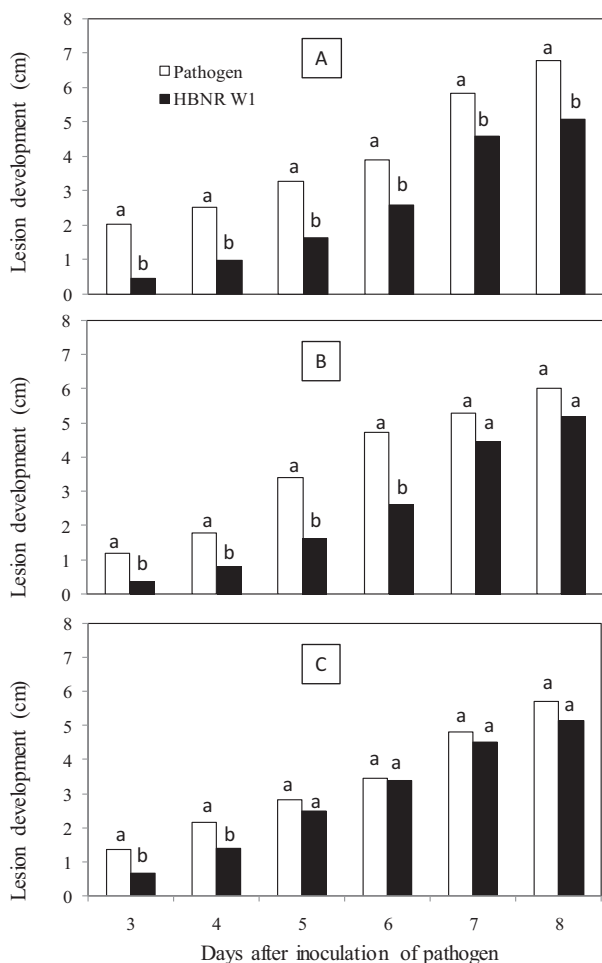 8
A
a
7
Pathogen
a
HBNR W1
6
b
b
5
a
4
a
b
3
a
a
b
2
b
1
b
0
Lesion development (cm)
8
B
a
7
a
a
6
a
a
5
a
4
b
3
a
b
2
a
b
1
b
0
Lesion development (cm)
8
C
7
a
a
6
a
a
5
a a
4
a
a
3
a
a
b
2
b
1
0
Lesion development (cm)
3 4 5 6 7 8
Days after inoculation of pathogen